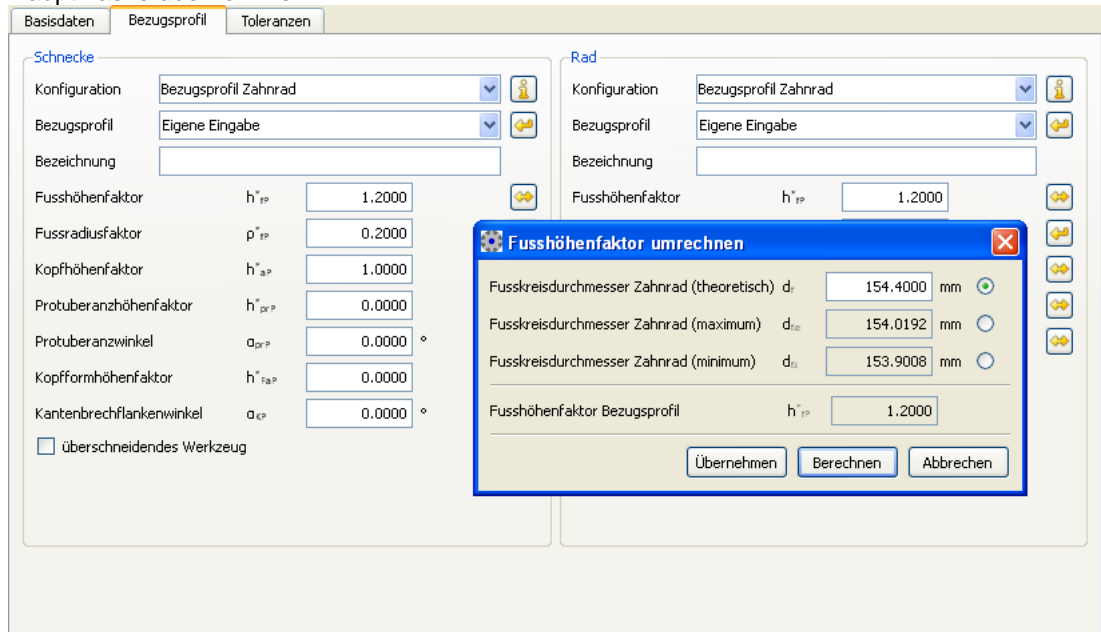 Basisdaten Bezugsprofil Toleranzen
Schnecke
Konfiguration Bezugsprofil Zahnrad
Bezugsprofil Eigene Eingabe
Bezeichnung
Fusshöhenfaktor h*fP 1.2000
Fussradiusfaktor ρ*fP 0.2000
Kopfhöhenfaktor h*aP 1.0000
Protuberanzhöhenfaktor h*prP 0.0000
Protuberanzwinkel αprP 0.0000 °
Kopfformhöhenfaktor h*FaP 0.0000
Kantenbrechflankenwinkel αKP 0.0000 °
überschneidendes Werkzeug
Rad
Konfiguration Bezugsprofil Zahnrad
Bezugsprofil Eigene Eingabe
Bezeichnung
Fusshöhenfaktor h*fP 1.2000
Fusshöhenfaktor umrechnen
Fusskreisdurchmesser Zahnrad (theoretisch) df 154.4000 mm
Fusskreisdurchmesser Zahnrad (maximum) dfe 154.0192 mm
Fusskreisdurchmesser Zahnrad (minimum) dfi 153.9008 mm
Fusshöhenfaktor Bezugsprofil h*fP 1.2000
Übernehmen Berechnen Abbrechen